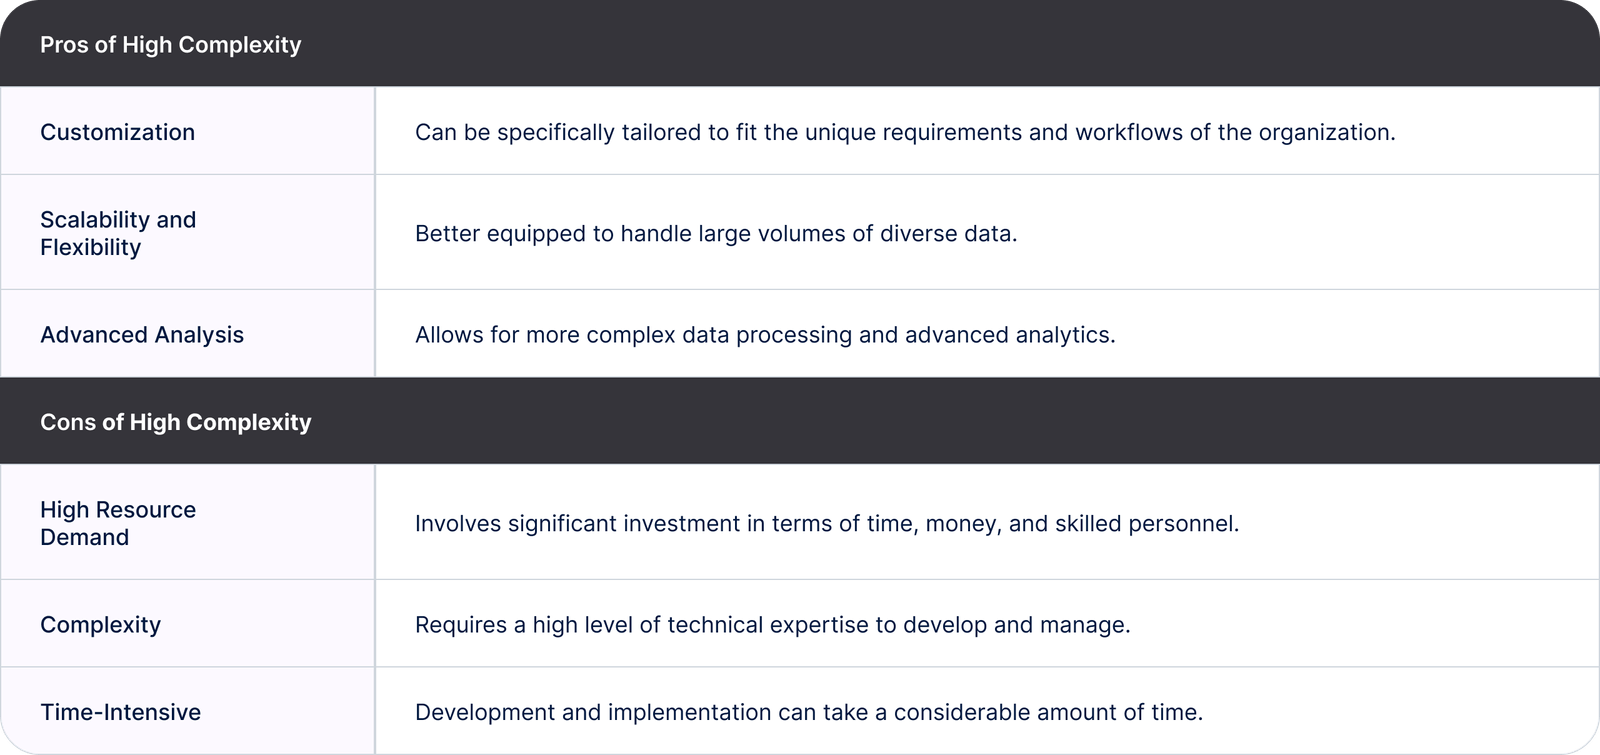 Pros of High Complexity
Customization
Can be specifically tailored to fit the unique requirements and workflows of the organization.
Scalability and
Flexibility
Better equipped to handle large volumes of diverse data.
Advanced Analysis
Allows for more complex data processing and advanced analytics.
Cons of High Complexity
High Resource
Demand
Involves significant investment in terms of time, money, and skilled personnel.
Complexity
Requires a high level of technical expertise to develop and manage.
Time-Intensive
Development and implementation can take a considerable amount of time.